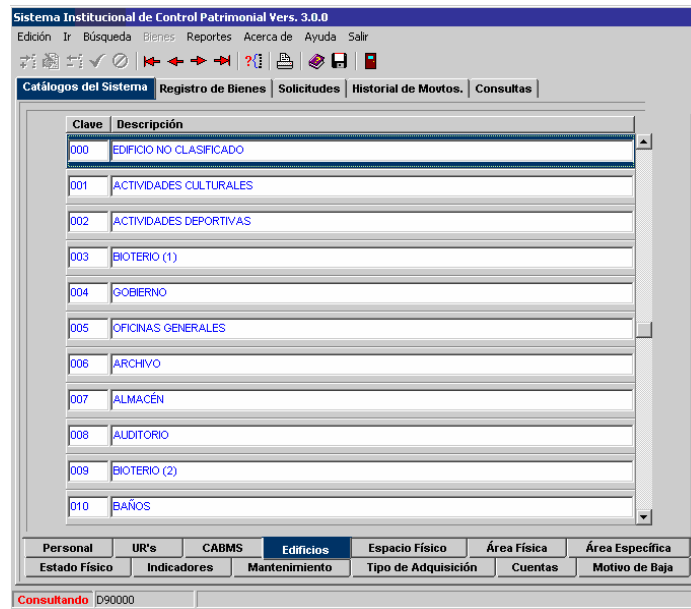 Sistema Institucional de Control Patrimonial Vers. 3.0.0
Edición Ir Búsqueda Bienes Reportes Acerca de Ayuda Salir
Catálogos del Sistema Registro de Bienes Solicitudes Historial de Movtos. Consultas
Clave Descripción
000 EDIFICIO NO CLASIFICADO
001 ACTIVIDADES CULTURALES
002 ACTIVIDADES DEPORTIVAS
003 BIOTERIO (1)
004 GOBIERNO
005 OFICINAS GENERALES
006 ARCHIVO
007 ALMACÉN
008 AUDITORIO
009 BIOTERIO (2)
010 BAÑOS
Personal UR's CABMS Edificios Espacio Físico Área Física Área Específica
Estado Físico Indicadores Mantenimiento Tipo de Adquisición Cuentas Motivo de Baja
Consultando D90000